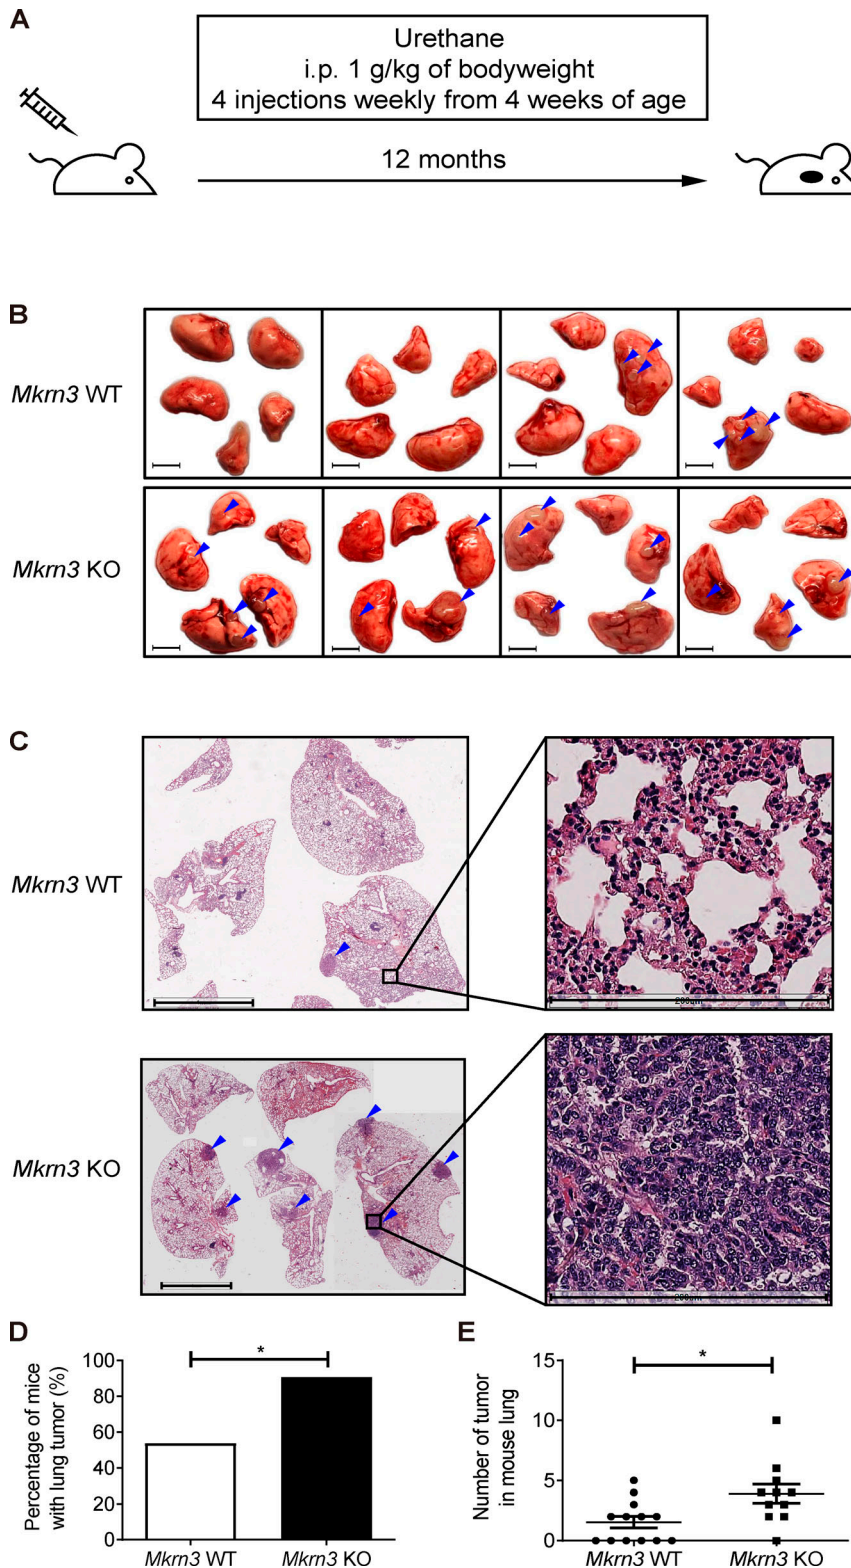 A
Urethane
i.p. 1 g/kg of bodyweight
4 injections weekly from 4 weeks of age
12 months
B
Mkrn3 WT
Mkrn3 KO
C
Mkrn3 WT
200um
Mkrn3 KO
200um
D
Percentage of mice
with lung tumor (%)
100
80
60
40
20
0
*
Mkrn3 WT
Mkrn3 KO
E
Number of tumor
in mouse lung
15
10
5
0
*
Mkrn3 WT
Mkrn3 KO